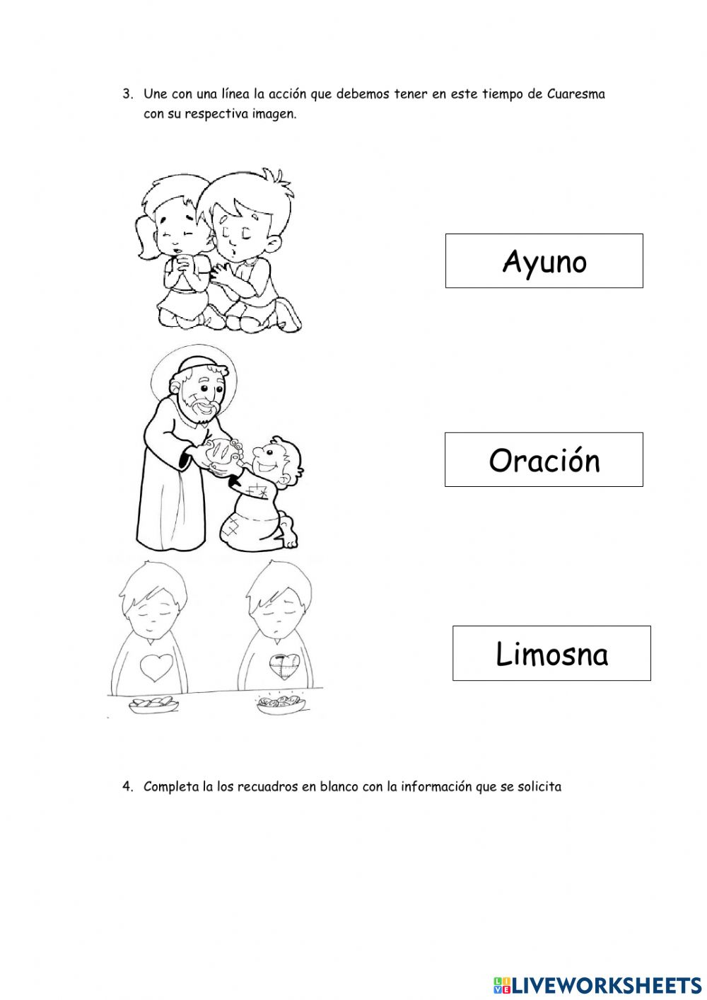 3. Une con una línea la acción que debemos tener en este tiempo de Cuaresma
con su respectiva imagen.
Ayuno
Oración
Limosna
4. Completa la los recuadros en blanco con la información que se solicita
LIVE LIVEWORKSHEETS